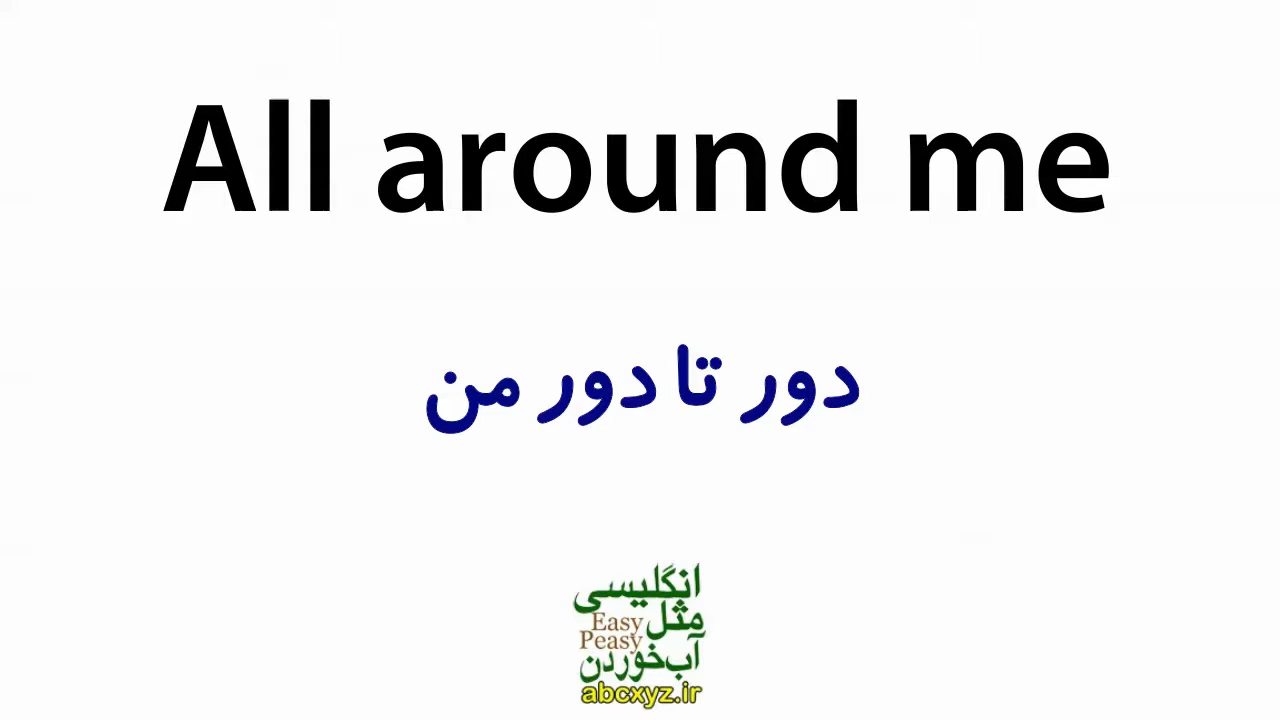 All around me
دور تا دور من
انگلیسی
مثل
Easy
Peasy
آب‌خوردن
abcxyz.ir